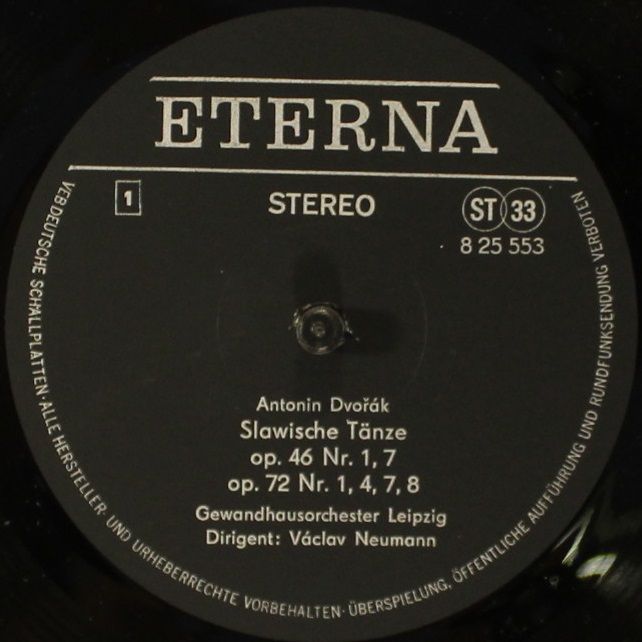 ETERNA
1
STEREO
ST 33
8 25 553
Antonin Dvořák
Slawische Tänze
op. 46 Nr. 1, 7
op. 72 Nr. 1, 4, 7, 8
Gewandhausorchester Leipzig
Dirigent: Václav Neumann
VEB DEUTSCHE SCHALLPLATTEN · ALLE HERSTELLER- UND URHEBERRECHTE VORBEHALTEN · ÜBERSPIELUNG, ÖFFENTLICHE AUFFÜHRUNG UND RUNDFUNKSENDUNG VERBOTEN